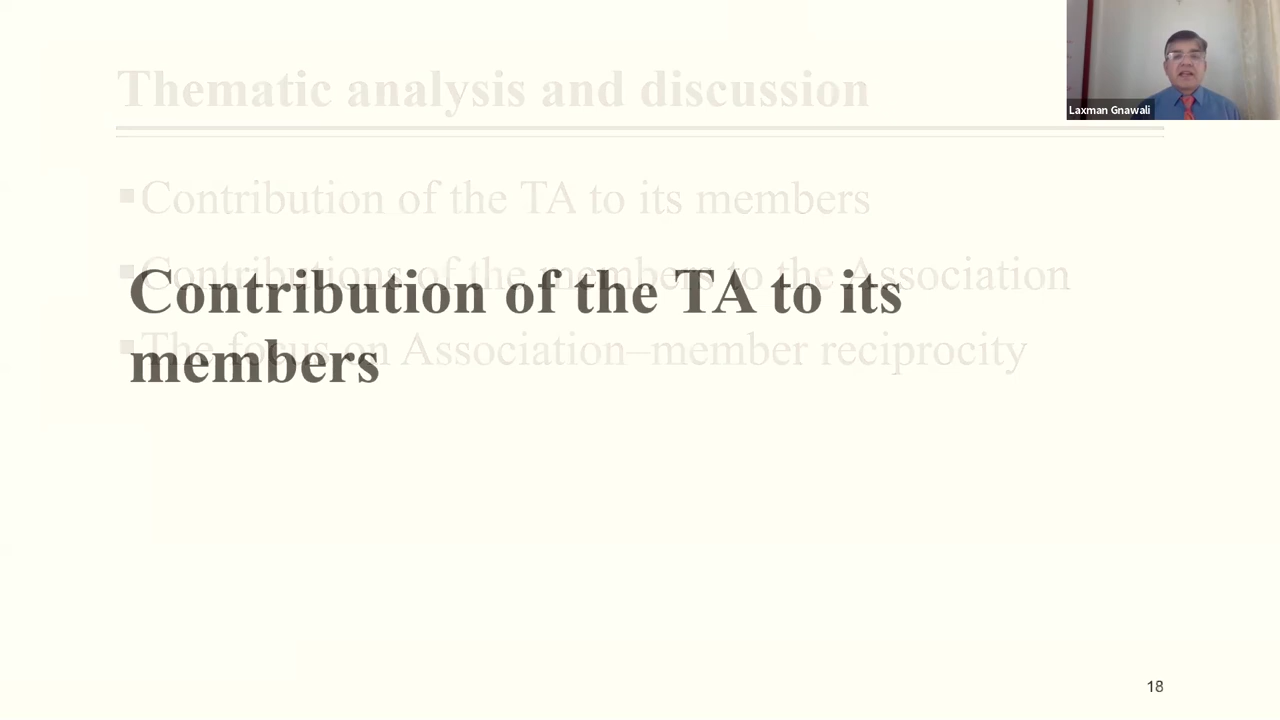 Thematic analysis and discussion
Laxman Gnawali
▪Contribution of the TA to its members
▪Contributions of the members to the Association
Contribution of the TA to its
▪The focus on Association–member reciprocity
members
18